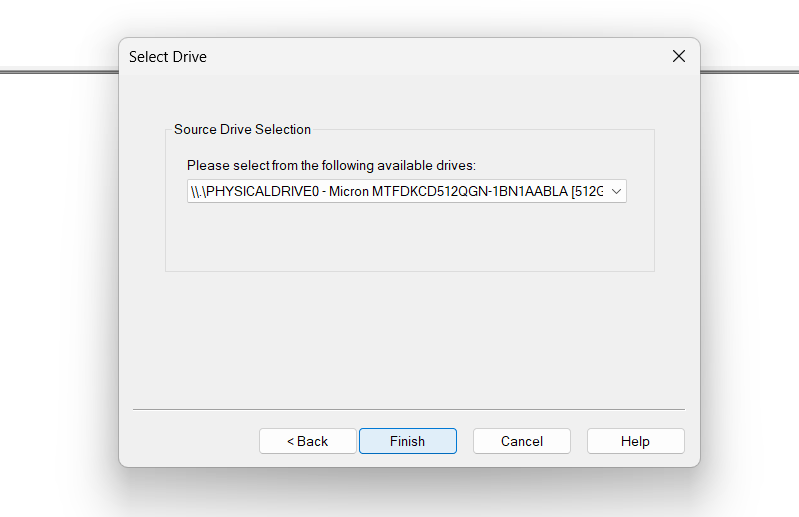 Select Drive
Source Drive Selection
Please select from the following available drives:
\\.\PHYSICALDRIVE0 - Micron MTFDKCD512QGN-1BN1AABLA [512G
< Back
Finish
Cancel
Help